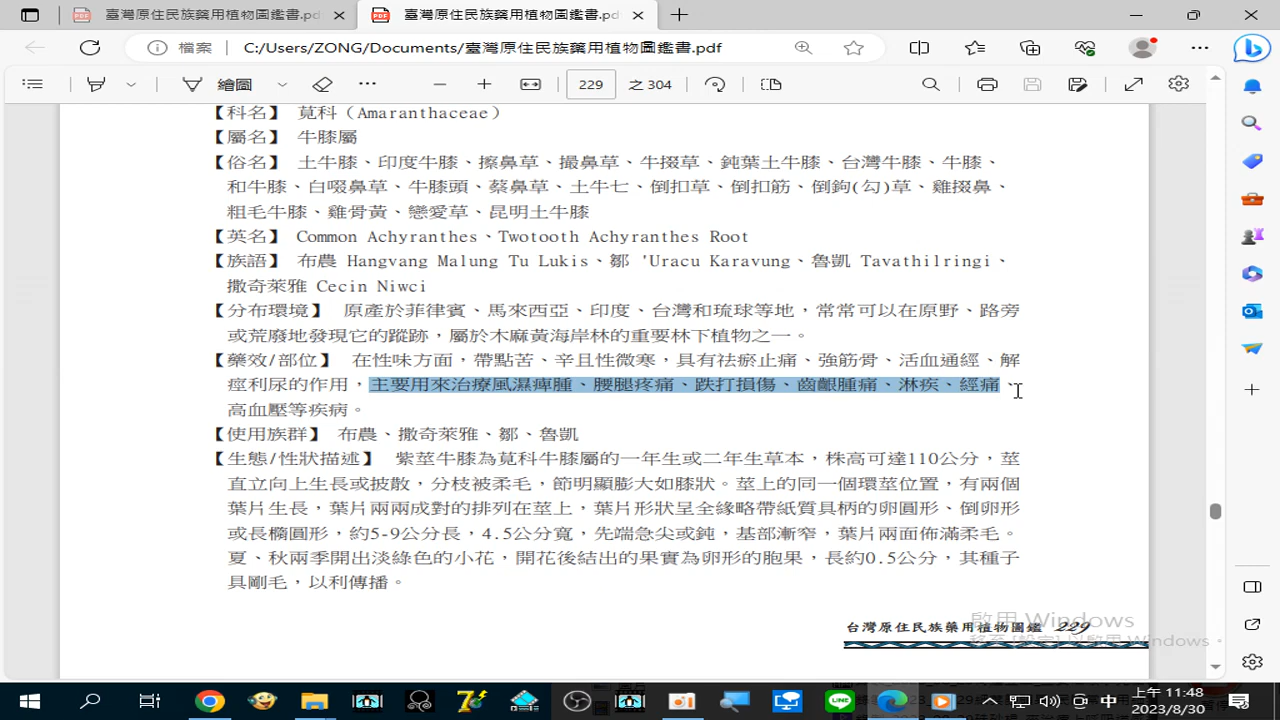 臺灣原住民族藥用植物圖鑑書.pdf
臺灣原住民族藥用植物圖鑑書.pdf
檔案 C:/Users/ZONG/Documents/臺灣原住民族藥用植物圖鑑書.pdf
繪圖 229 之 304
【科名】 莧科（Amaranthaceae）
【屬名】 牛膝屬
【俗名】 土牛膝、印度牛膝、擦鼻草、撮鼻草、牛掇草、鈍葉土牛膝、台灣牛膝、牛膝、
和牛膝、白啜鼻草、牛膝頭、蔡鼻草、土牛七、倒扣草、倒扣筋、倒鉤(勾)草、雞掇鼻、
粗毛牛膝、雞骨黃、戀愛草、昆明土牛膝
【英名】 Common Achyranthes、Twotooth Achyranthes Root
【族語】 布農 Hangvang Malung Tu Lukis、鄒 'Uracu Karavung、魯凱 Tavathilringi、
撒奇萊雅 Cecin Niwci
【分布環境】 原產於菲律賓、馬來西亞、印度、台灣和琉球等地，常常可以在原野、路旁
或荒廢地發現它的蹤跡，屬於木麻黃海岸林的重要林下植物之一。
【藥效/部位】 在性味方面，帶點苦、辛且性微寒，具有祛瘀止痛、強筋骨、活血通經、解
痙利尿的作用，主要用來治療風濕痺腫、腰腿疼痛、跌打損傷、齒齦腫痛、淋疾、經痛、
高血壓等疾病。
【使用族群】 布農、撒奇萊雅、鄒、魯凱
【生態/性狀描述】 紫莖牛膝為莧科牛膝屬的一年生或二年生草本，株高可達110公分，莖
直立向上生長或披散，分枝被柔毛，節明顯膨大如膝狀。莖上的同一個環莖位置，有兩個
葉片生長，葉片兩兩成對的排列在莖上，葉片形狀呈全緣略帶紙質具柄的卵圓形、倒卵形
或長橢圓形，約5-9公分長，4.5公分寬，先端急尖或鈍，基部漸窄，葉片兩面佈滿柔毛。
夏、秋兩季開出淡綠色的小花，開花後結出的果實為卵形的胞果，長約0.5公分，其種子
具剛毛，以利傳播。
台灣原住民族藥用植物圖鑑 229
啟用 Windows
移至 [設定] 以啟用 Windows。
LINE
中
上午 11:48
2023/8/30